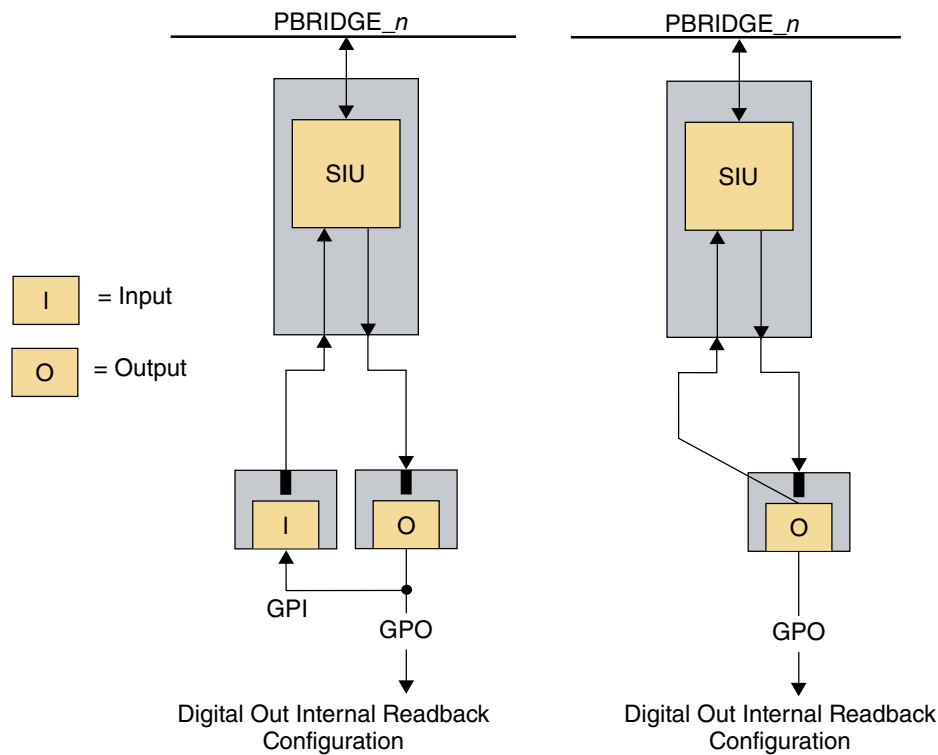 PBRIDGE_n
PBRIDGE_n
SIU
SIU
I
= Input
O
= Output
I
O
O
GPI
GPO
GPO
Digital Out Internal Readback
Configuration
Digital Out Internal Readback
Configuration